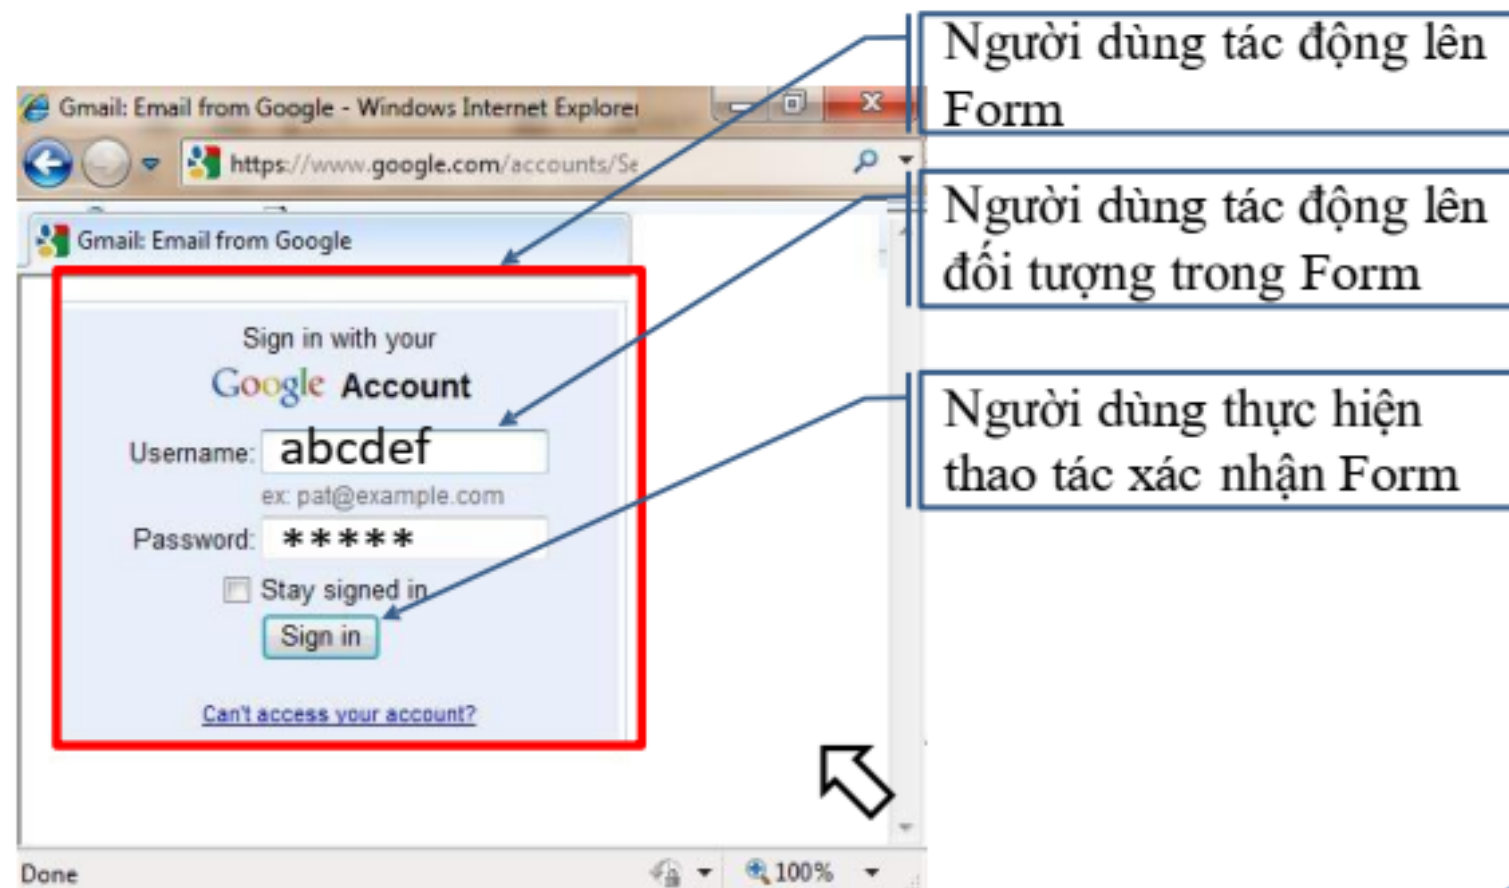 Người dùng tác động lên
Form
Gmail: Email from Google - Windows Internet Explorer
https://www.google.com/accounts/Se
Người dùng tác động lên
đối tượng trong Form
Gmail: Email from Google
Sign in with your
Google Account
Username: abcdef
ex: pat@example.com
Password: *****
Stay signed in
Sign in
Can't access your account?
Người dùng thực hiện
thao tác xác nhận Form
Done
100%